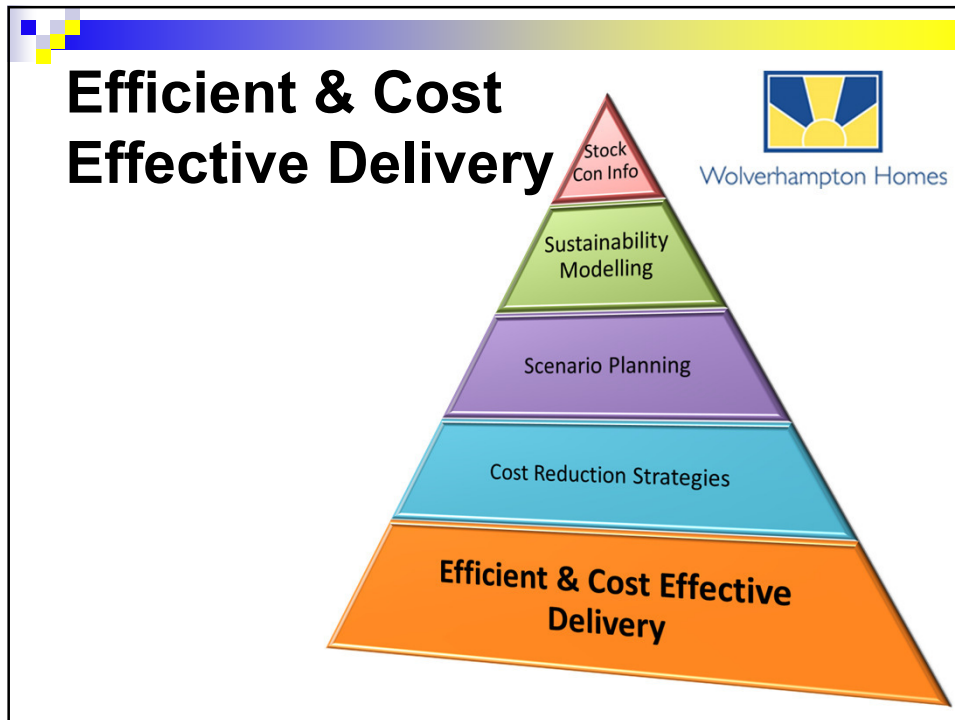 Efficient & Cost
Effective Delivery
Wolverhampton Homes
Stock
Con Info
Sustainability
Modelling
Scenario Planning
Cost Reduction Strategies
Efficient & Cost Effective
Delivery